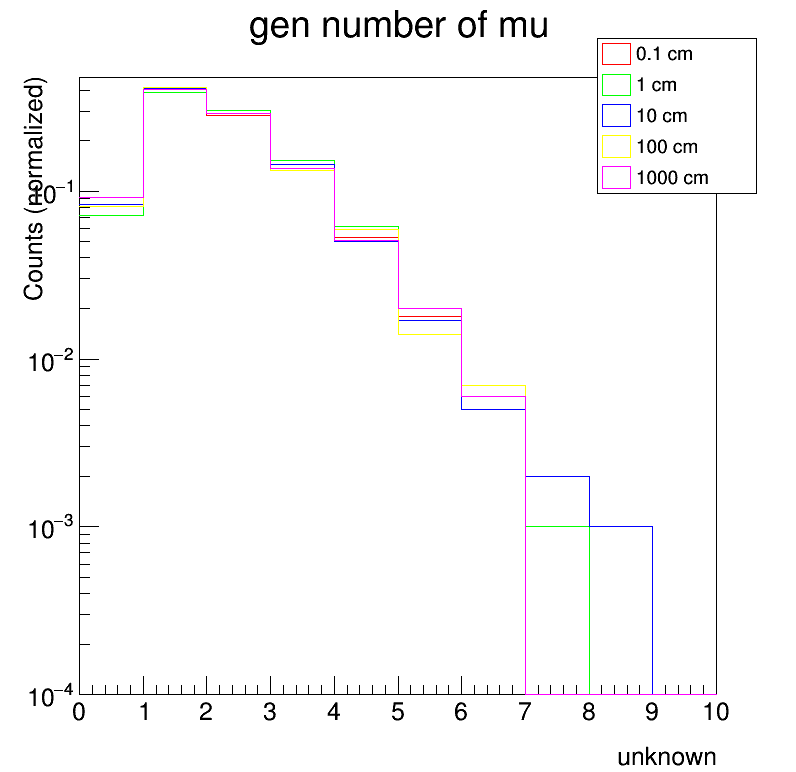 gen number of mu
0.1 cm
1 cm
10 cm
100 cm
1000 cm
Counts (normalized)
10⁻¹
10⁻²
10⁻³
10⁻⁴
0 1 2 3 4 5 6 7 8 9 10
unknown